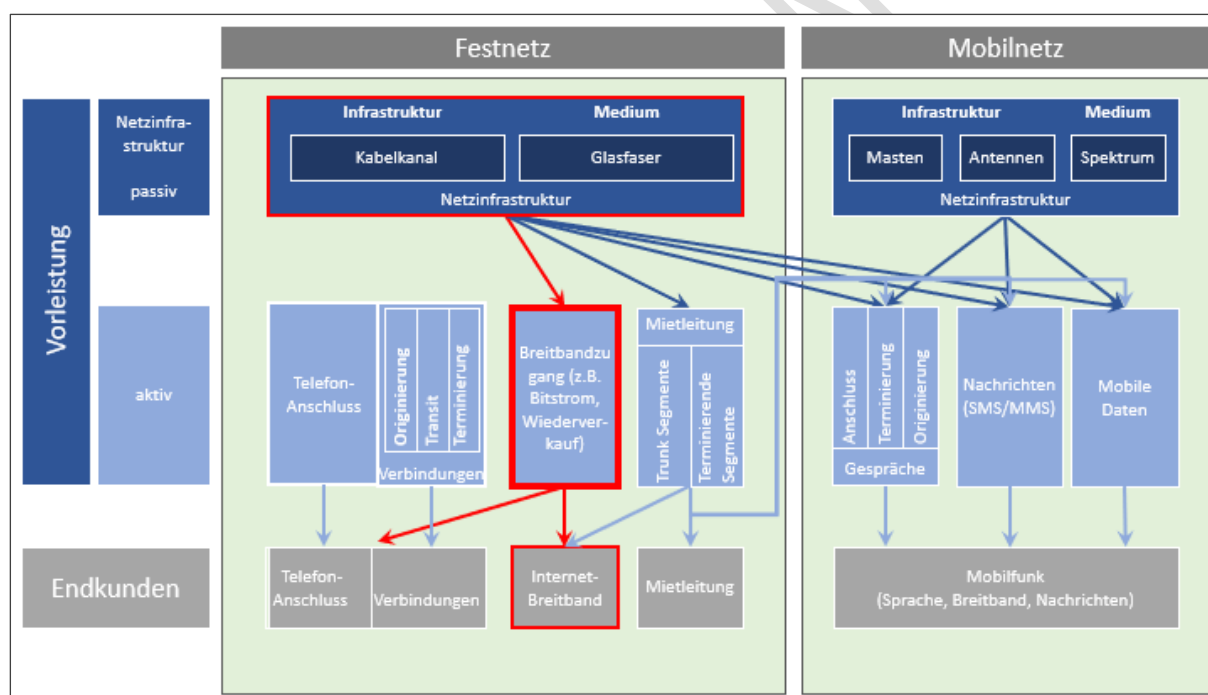 Festnetz
Mobilnetz
Vorleistung
Netzinfra-
struktur
passiv
Infrastruktur
Medium
Kabelkanal
Glasfaser
Netzinfrastruktur
Infrastruktur
Medium
Masten
Antennen
Spektrum
Netzinfrastruktur
aktiv
Telefon-
Anschluss
Originierung
Transit
Terminierung
Verbindungen
Breitbandzu
gang (z.B.
Bitstrom,
Wiederver-
kauf)
Mietleitung
Trunk Segmente
Terminierende
Segmente
Anschluss
Terminierung
Originierung
Gespräche
Nachrichten
(SMS/MMS)
Mobile
Daten
Endkunden
Telefon-
Anschluss
Verbindungen
Internet-
Breitband
Mietleitung
Mobilfunk
(Sprache, Breitband, Nachrichten)